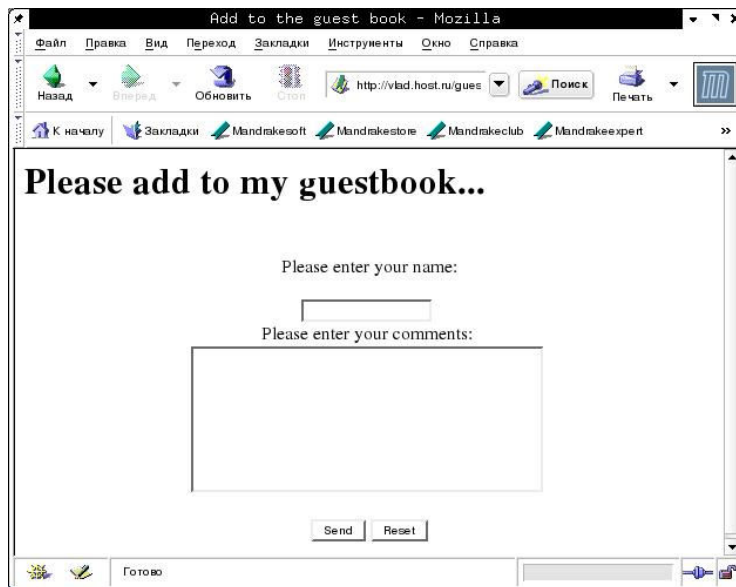 Add to the guest book - Mozilla
Файл Правка Вид Переход Закладки Инструменты Окно Справка
Назад Вперед Обновить Стоп http://vlad.host.ru/gues Поиск Печать
К началу Закладки Mandrakesoft Mandrakestore Mandrakeclub Mandrakeexpert »
Please add to my guestbook...
Please enter your name:
Please enter your comments:
Send Reset
Готово